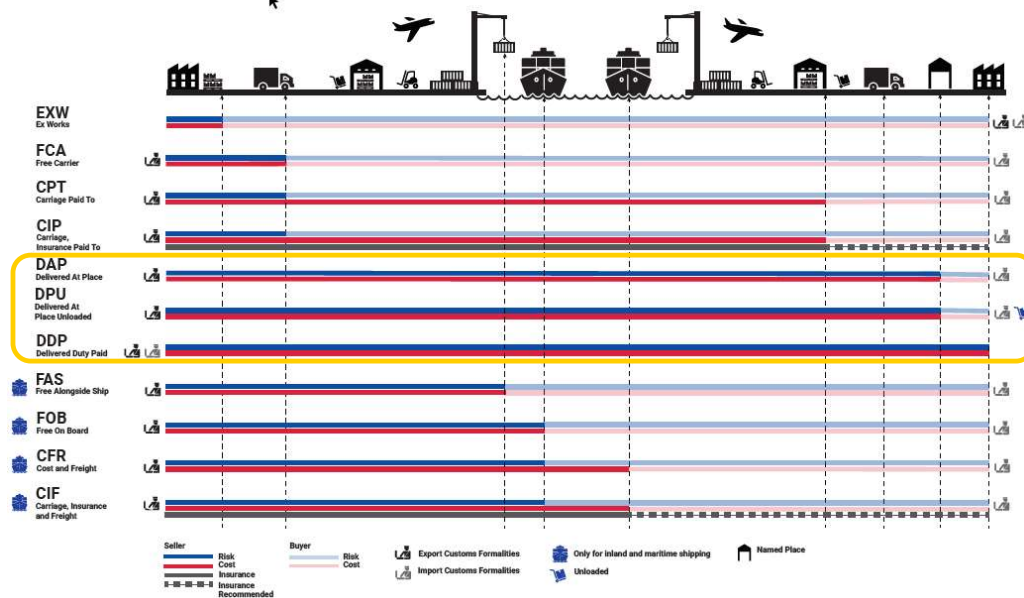 EXW
Ex Works
FCA
Free Carrier
CPT
Carriage Paid To
CIP
Carriage,
Insurance Paid To
DAP
Delivered At Place
DPU
Delivered At
Place Unloaded
DDP
Delivered Duty Paid
FAS
Free Alongside Ship
FOB
Free On Board
CFR
Cost and Freight
CIF
Carriage, Insurance
and Freight
Seller
Risk
Cost
Insurance
Insurance
Recommended
Buyer
Risk
Cost
Export Customs Formalities
Import Customs Formalities
Only for inland and maritime shipping
Unloaded
Named Place